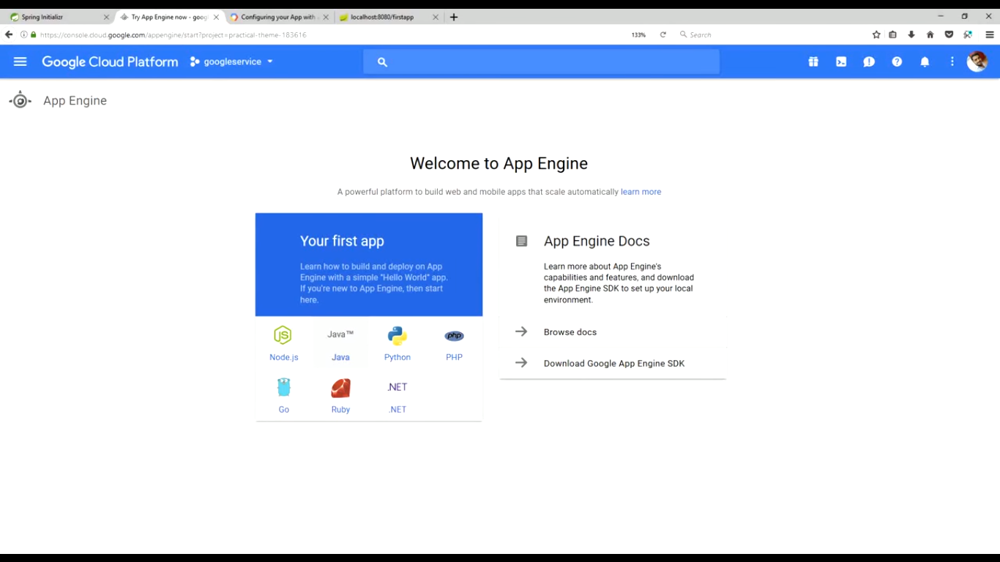 Spring Initializr
Try App Engine now - goog
Configuring your App with
localhost:8080/firstapp
https://console.cloud.google.com/appengine/start?project=practical-theme-183616
133%
Search
Google Cloud Platform
googleservice
App Engine
Welcome to App Engine
A powerful platform to build web and mobile apps that scale automatically learn more
Your first app
Learn how to build and deploy on App
Engine with a simple "Hello World" app.
If you're new to App Engine, then start
here.
JS
Java™
php
Node.js
Java
Python
PHP
.NET
Go
Ruby
.NET
App Engine Docs
Learn more about App Engine's
capabilities and features, and download
the App Engine SDK to set up your local
environment.
Browse docs
Download Google App Engine SDK